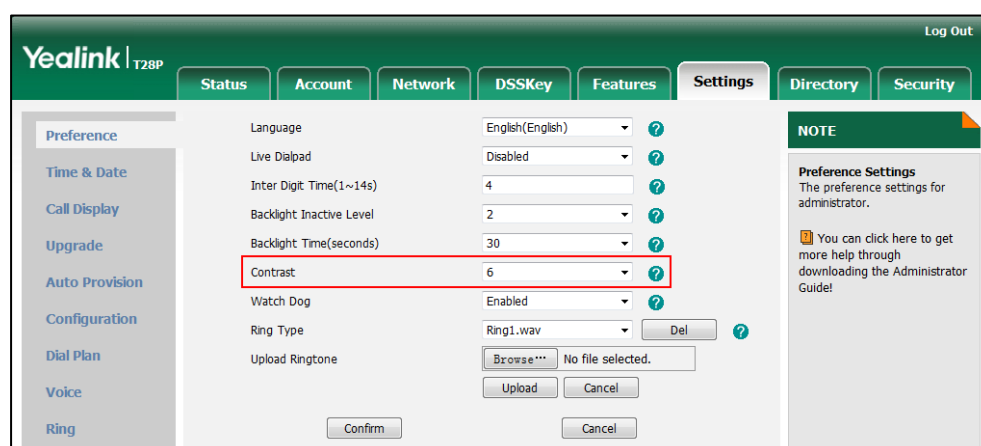 Log Out
Yealink | T28P
Status Account Network DSSKey Features Settings Directory Security
Preference
Time & Date
Call Display
Upgrade
Auto Provision
Configuration
Dial Plan
Voice
Ring
Language English(English)
Live Dialpad Disabled
Inter Digit Time(1~14s) 4
Backlight Inactive Level 2
Backlight Time(seconds) 30
Contrast 6
Watch Dog Enabled
Ring Type Ring1.wav Del
Upload Ringtone Browse... No file selected.
Upload Cancel
Confirm Cancel
NOTE
Preference Settings
The preference settings for
administrator.
You can click here to get
more help through
downloading the Administrator
Guide!